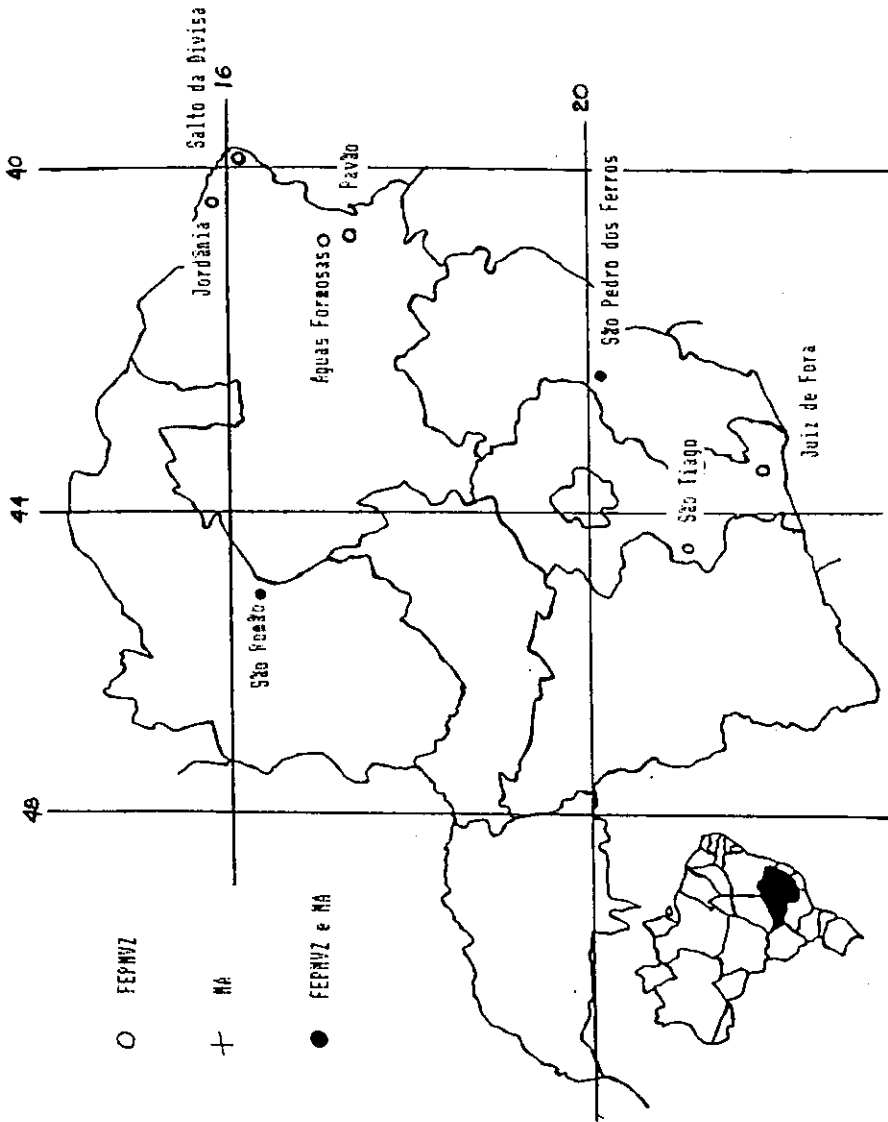 40
44
48
16
20
Salto da Divisa
Jordânia
Pavão
Aguas Formosas
São Pedro dos Ferros
São Romão
São Tiago
Juiz de Fora
FEPMVZ
MA
FEPMVZ e MA